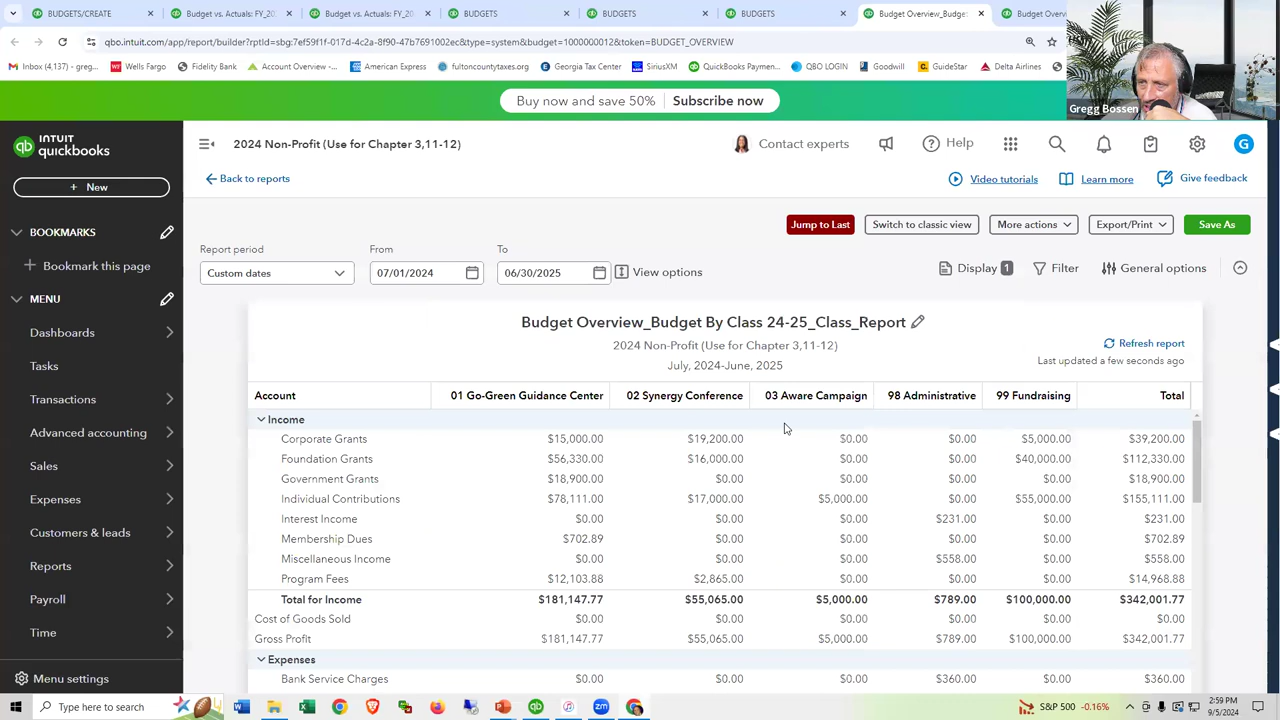 BUDGETS/CREATE
Budget vs. Actuals: FY_20
Budget vs. Actuals: FY_20
BUDGETS
BUDGETS
BUDGETS
Budget Overview_Budge
Budget Over
qbo.intuit.com/app/report/builder?rptId=sbg:7ef59f1f-017d-4c2a-8f90-47b7691002ec&type=system&budget=1000000012&token=BUDGET_OVERVIEW
Inbox (4,137) - greg...
Wells Fargo
Fidelity Bank
Account Overview-...
American Express
fultoncountytaxes.org
Georgia Tax Center
SiriusXM
QuickBooks Paymen...
QBO LOGIN
Goodwill
GuideStar
Delta Airlines
Gregg Bossen
Buy now and save 50%
Subscribe now
INTUIT
quickbooks
2024 Non-Profit (Use for Chapter 3,11-12)
Contact experts
Help
G
+ New
Back to reports
Video tutorials
Learn more
Give feedback
Jump to Last
Switch to classic view
More actions
Export/Print
Save As
BOOKMARKS
Bookmark this page
MENU
Dashboards
Tasks
Transactions
Advanced accounting
Sales
Expenses
Customers & leads
Reports
Payroll
Time
Menu settings
Report period
From
To
Custom dates
07/01/2024
06/30/2025
View options
Display 1
Filter
General options
Budget Overview_Budget By Class 24-25_Class_Report
2024 Non-Profit (Use for Chapter 3,11-12)
July, 2024-June, 2025
Refresh report
Last updated a few seconds ago
Account 01 Go-Green Guidance Center 02 Synergy Conference 03 Aware Campaign 98 Administrative 99 Fundraising Total
Income
Corporate Grants $15,000.00 $19,200.00 $0.00 $0.00 $5,000.00 $39,200.00
Foundation Grants $56,330.00 $16,000.00 $0.00 $0.00 $40,000.00 $112,330.00
Government Grants $18,900.00 $0.00 $0.00 $0.00 $0.00 $18,900.00
Individual Contributions $78,111.00 $17,000.00 $5,000.00 $0.00 $55,000.00 $155,111.00
Interest Income $0.00 $0.00 $0.00 $231.00 $0.00 $231.00
Membership Dues $702.89 $0.00 $0.00 $0.00 $0.00 $702.89
Miscellaneous Income $0.00 $0.00 $0.00 $558.00 $0.00 $558.00
Program Fees $12,103.88 $2,865.00 $0.00 $0.00 $0.00 $14,968.88
Total for Income $181,147.77 $55,065.00 $5,000.00 $789.00 $100,000.00 $342,001.77
Cost of Goods Sold $0.00 $0.00 $0.00 $0.00 $0.00 $0.00
Gross Profit $181,147.77 $55,065.00 $5,000.00 $789.00 $100,000.00 $342,001.77
Expenses
Bank Service Charges $0.00 $0.00 $0.00 $360.00 $0.00 $360.00
Type here to search
S&P 500 -0.16%
2:59 PM
9/5/2024